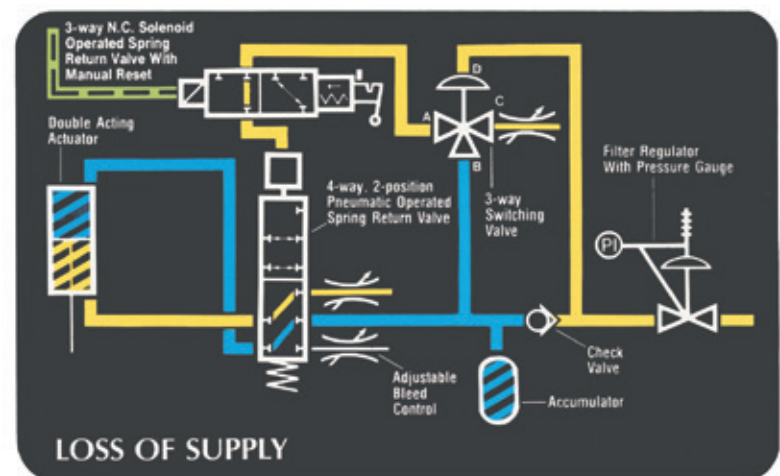 3-way N.C. Solenoid
Operated Spring
Return Valve With
Manual Reset
Double Acting
Actuator
4-way, 2-position
Pneumatic Operated
Spring Return Valve
D
A
C
B
3-way
Switching
Valve
Filter Regulator
With Pressure Gauge
PI
Adjustable
Bleed
Control
Check
Valve
Accumulator
LOSS OF SUPPLY